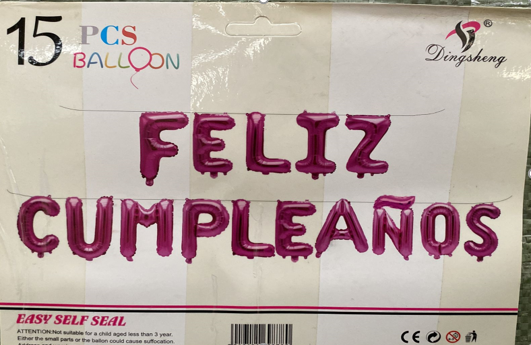 15 PCS
BALLOON
Dingsheng
FELIZ
CUMPLEAÑOS
EASY SELF SEAL
ATTENTION:Not suitable for a child aged less than 3 year.
Either the small parts or the ballon could cause suffocation.